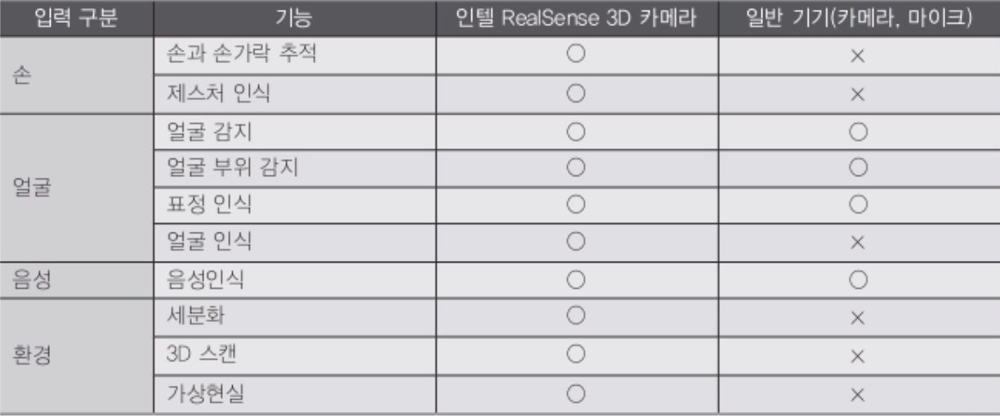 입력 구분 기능 인텔 RealSense 3D 카메라 일반 기기(카메라, 마이크)
손 손과 손가락 추적 ○ ×
제스처 인식 ○ ×
얼굴 얼굴 감지 ○ ○
얼굴 부위 감지 ○ ○
표정 인식 ○ ○
얼굴 인식 ○ ×
음성 음성인식 ○ ○
환경 세분화 ○ ×
3D 스캔 ○ ×
가상현실 ○ ×